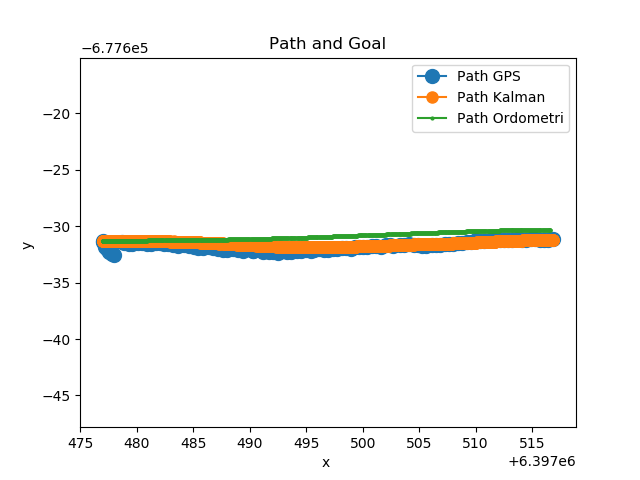 −6.776e5
Path and Goal
Path GPS
Path Kalman
Path Ordometri
−20
−25
−30
−35
−40
−45
y
475 480 485 490 495 500 505 510 515
x
+6.397e6